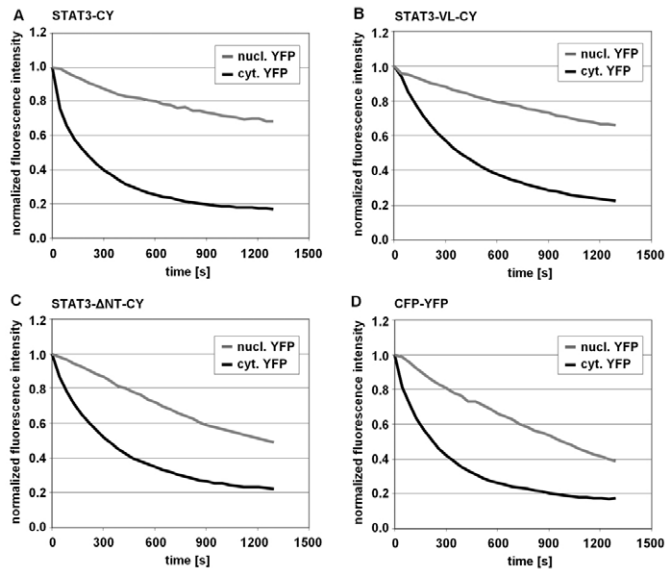 A STAT3-CY
normalized fluorescence intensity
1.2
1.0
0.8
0.6
0.4
0.2
0.0
nucl. YFP
cyt. YFP
0 300 600 900 1200 1500
time [s]
B STAT3-VL-CY
normalized fluorescence intensity
1.2
1.0
0.8
0.6
0.4
0.2
0.0
nucl. YFP
cyt. YFP
0 300 600 900 1200 1500
time [s]
C STAT3-ΔNT-CY
normalized fluorescence intensity
1.2
1.0
0.8
0.6
0.4
0.2
0.0
nucl. YFP
cyt. YFP
0 300 600 900 1200 1500
time [s]
D CFP-YFP
normalized fluorescence intensity
1.2
1.0
0.8
0.6
0.4
0.2
0.0
nucl. YFP
cyt. YFP
0 300 600 900 1200 1500
time [s]